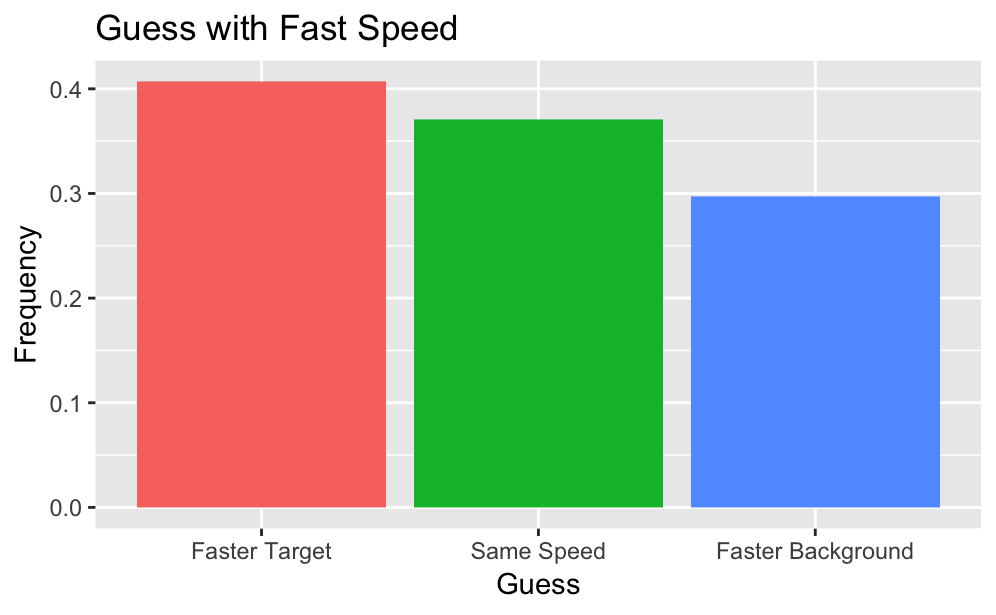 Guess with Fast Speed
Frequency
0.4
0.3
0.2
0.1
0.0
Faster Target
Same Speed
Faster Background
Guess